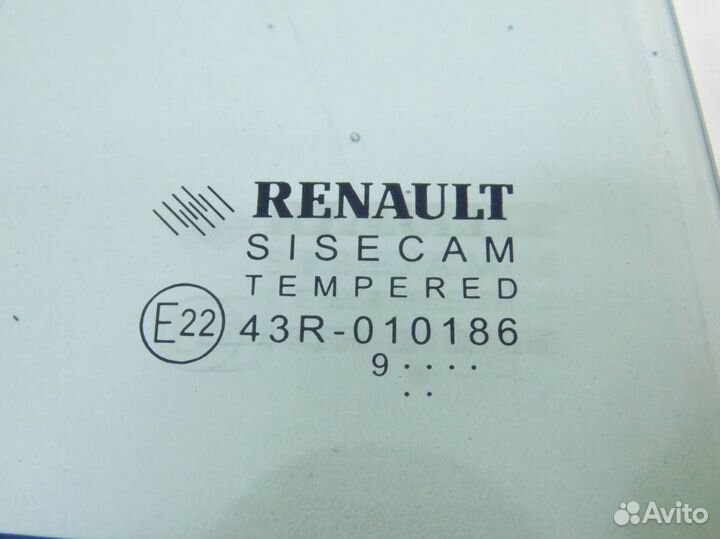 RENAULT
SISECAM
TEMPERED
E22 43R-010186
9 ....
..
Avito